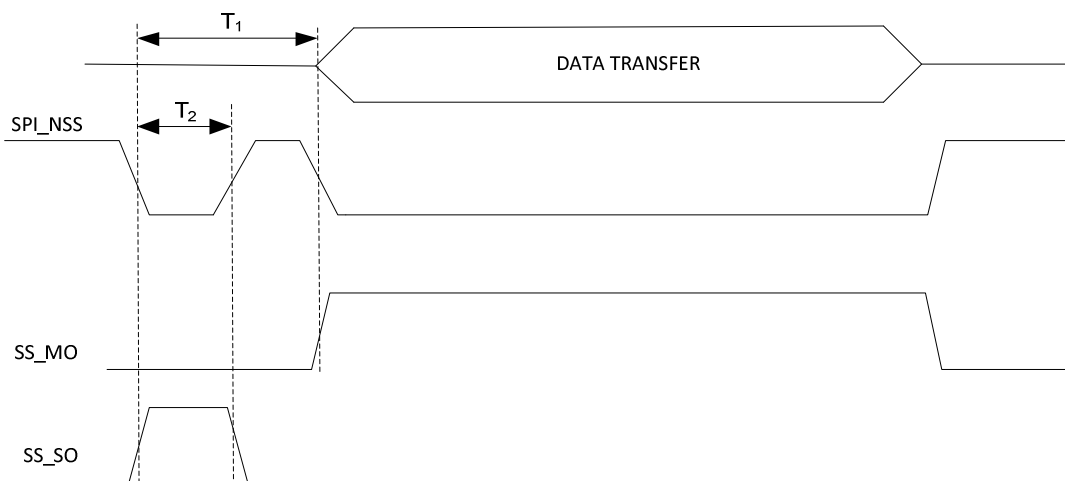 T₁
DATA TRANSFER
T₂
SPI_NSS
SS_MO
SS_SO